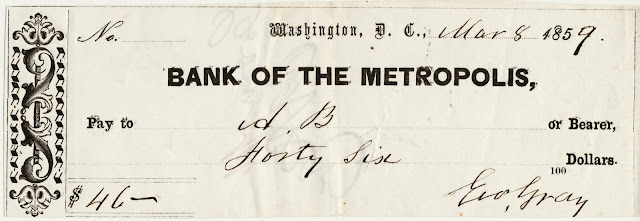 No. Washington, D. C., Mar 8 1859.
BANK OF THE METROPOLIS,
Pay to A. B or Bearer,
Forty Six 100 Dollars.
$ 46— Geo, Gray